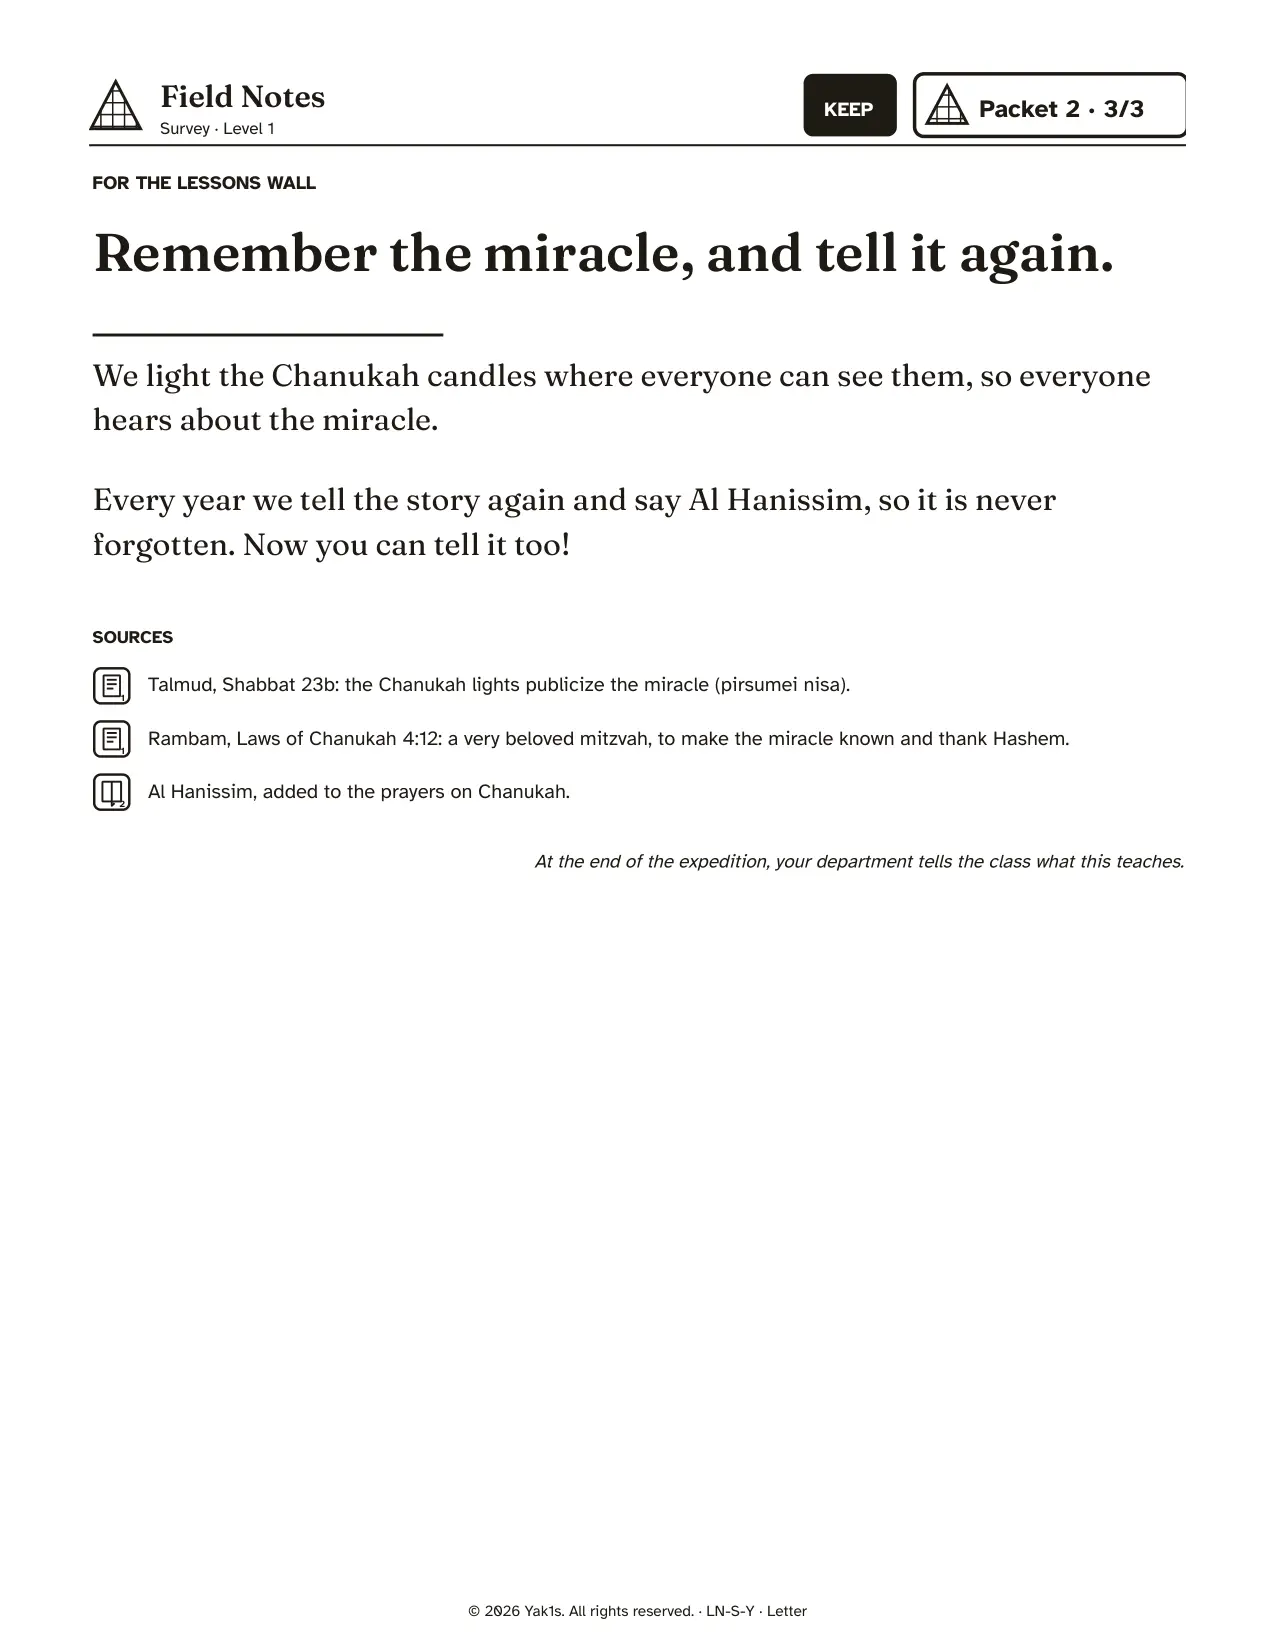 Field Notes
Survey · Level 1
KEEP
Packet 2 · 3/3
FOR THE LESSONS WALL
Remember the miracle, and tell it again.
We light the Chanukah candles where everyone can see them, so everyone
hears about the miracle.
Every year we tell the story again and say Al Hanissim, so it is never
forgotten. Now you can tell it too!
SOURCES
1
Talmud, Shabbat 23b: the Chanukah lights publicize the miracle (pirsumei nisa).
1
Rambam, Laws of Chanukah 4:12: a very beloved mitzvah, to make the miracle known and thank Hashem.
2
Al Hanissim, added to the prayers on Chanukah.
At the end of the expedition, your department tells the class what this teaches.
© 2026 Yak1s. All rights reserved. · LN-S-Y · Letter